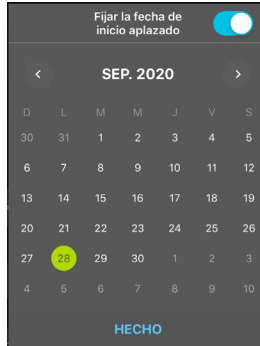 Fijar la fecha de
inicio aplazado
SEP. 2020
D L M M J V S
30 31 1 2 3 4 5
6 7 8 9 10 11 12
13 14 15 16 17 18 19
20 21 22 23 24 25 26
27 28 29 30 1 2 3
4 5 6 7 8 9 10
HECHO